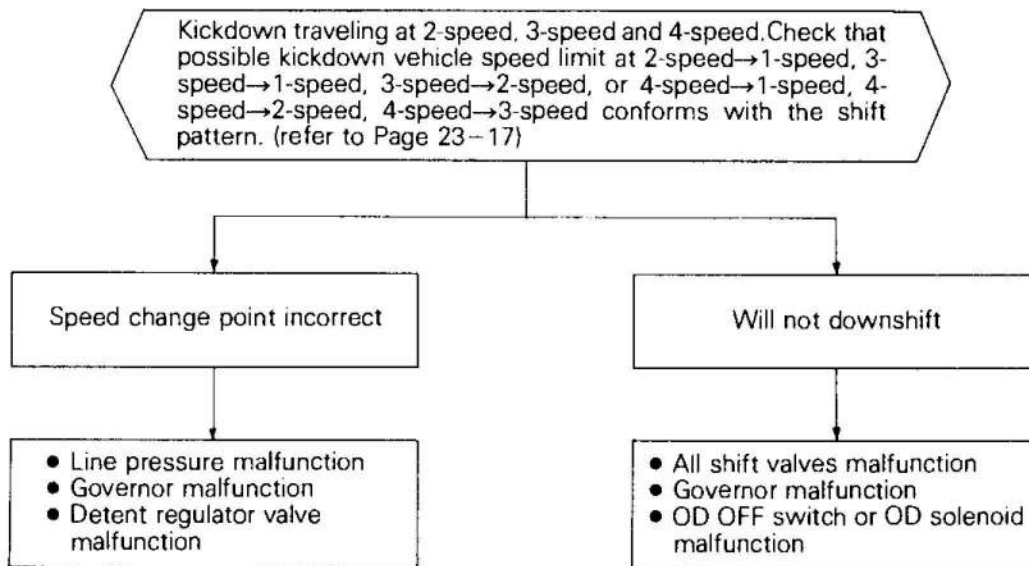 Kickdown traveling at 2-speed, 3-speed and 4-speed.Check that
possible kickdown vehicle speed limit at 2-speed→1-speed, 3-
speed→1-speed, 3-speed→2-speed, or 4-speed→1-speed, 4-
speed→2-speed, 4-speed→3-speed conforms with the shift
pattern. (refer to Page 23−17)
Speed change point incorrect
Will not downshift
● Line pressure malfunction
● Governor malfunction
● Detent regulator valve
malfunction
● All shift valves malfunction
● Governor malfunction
● OD OFF switch or OD solenoid
malfunction